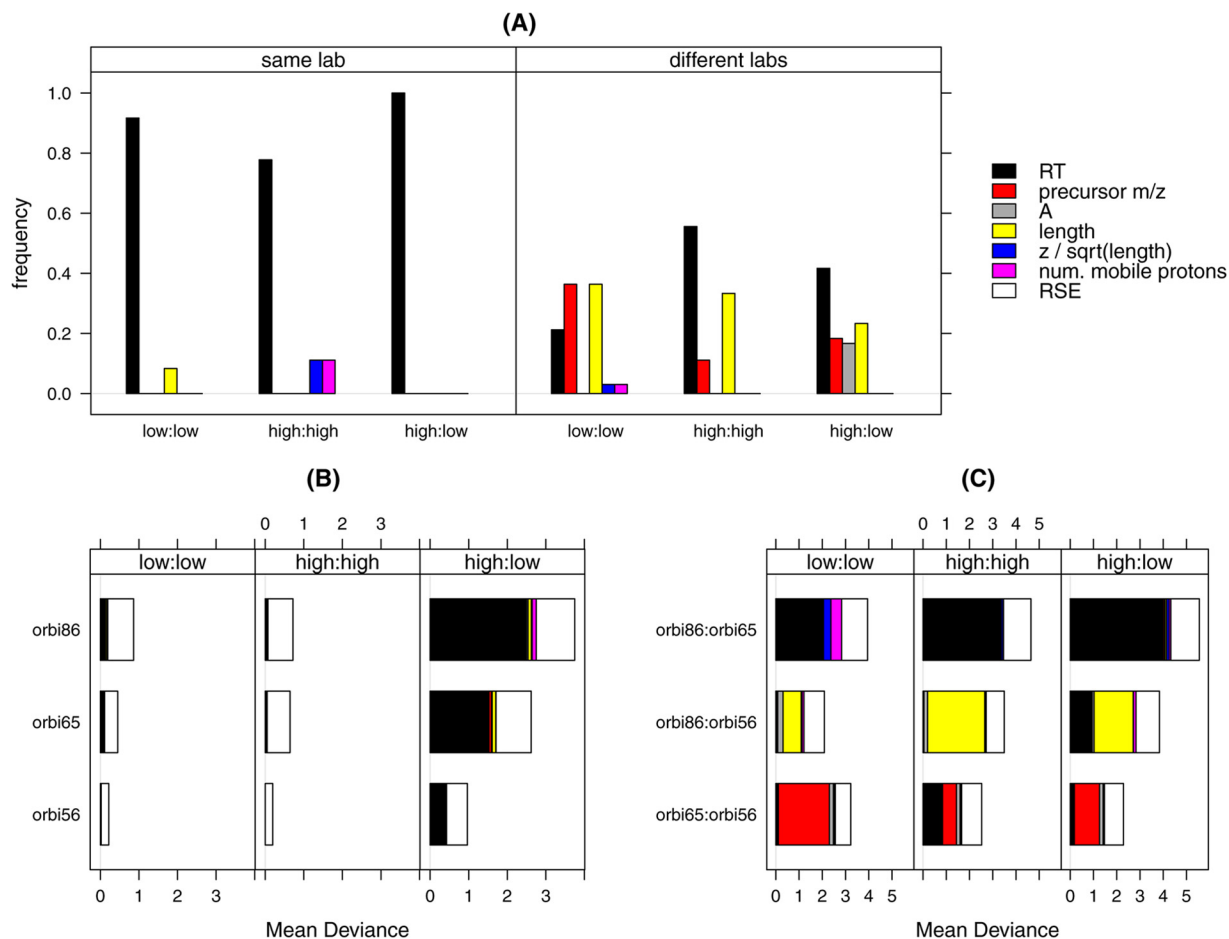 (A)
same lab different labs
1.0
0.8
0.6
0.4
0.2
0.0
frequency
low:low high:high high:low low:low high:high high:low
RT
precursor m/z
A
length
z / sqrt(length)
num. mobile protons
RSE
(B)
0 1 2 3
low:low high:high high:low
orbi86
orbi65
orbi56
0 1 2 3 0 1 2 3
Mean Deviance
(C)
0 1 2 3 4 5
low:low high:high high:low
orbi86:orbi65
orbi86:orbi56
orbi65:orbi56
0 1 2 3 4 5 0 1 2 3 4 5
Mean Deviance